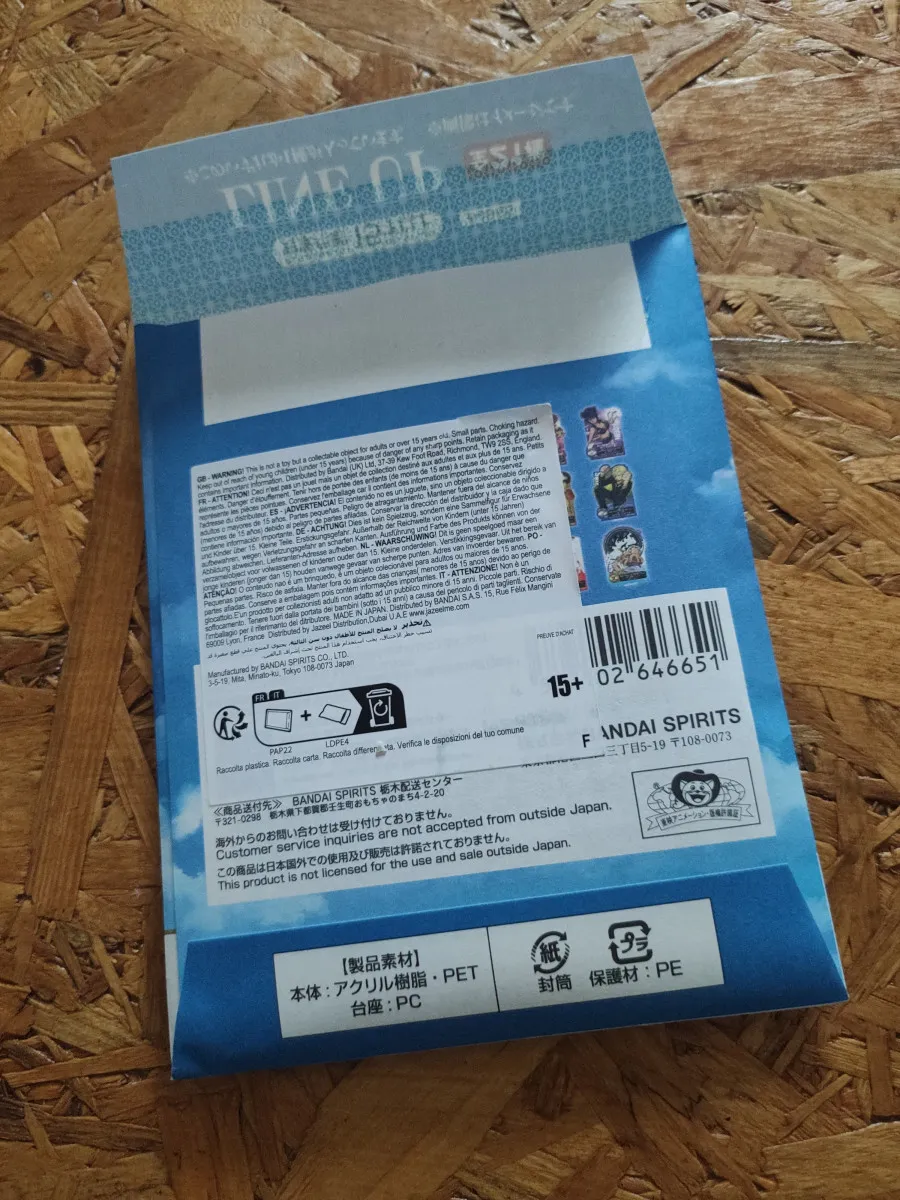 LINE UP
GB - WARNING! This is not a toy but a collectable object for adults or over 15 years old. Small parts. Choking hazard.
Keep out of reach of young children (under 15 years) because of danger of any sharp points. Retain packaging as it
contains important information. Distributed by Bandai (UK) Ltd, 37-39 Kew Foot Road, Richmond, TW9 2SS, England.
FR - ATTENTION! Ceci n'est pas un jouet mais un objet de collection destiné aux adultes et aux plus de 15 ans. Petits
éléments. Danger d'étouffement. Tenir hors de portée des enfants (de moins de 15 ans) à cause du danger que
représente les pièces pointues. Conservez l'emballage car il contient des informations importantes. Conservez
l'adresse du distributeur. ES - ¡ADVERTENCIA! El contenido no es un juguete, sino un objeto coleccionable dirigido a
adultos o mayores de 15 años. Partes pequeñas. Peligro de atragantamiento. Mantener fuera del alcance de niños
(menores de 15 años) debido al peligro de partes afiladas. Conservar la dirección del distribuidor y la caja dado que
contiene información importante. DE - ACHTUNG! Dies ist kein Spielzeug, sondern eine Sammelfigur für Erwachsene
und Kinder über 15. Kleine Teile. Erstickungsgefahr. Außerhalb der Reichweite von Kindern (unter 15 Jahren)
aufbewahren, wegen Verletzungsgefahr an scharfen Kanten. Ausführung und Farbe des Produkts können von der
Abbildung abweichen. Lieferanten-Adresse aufheben. NL - WAARSCHUWING! Dit is geen speelgoed maar een
verzamelobject voor volwassenen of kinderen ouder dan 15. Kleine onderdelen. Verstikkingsgevaar. Uit het bereik van
jonge kinderen (jonger dan 15) houden vanwege gevaar van scherpe punten. Adres van invoerder bewaren. PO -
ATENÇÃO! O conteúdo não é um brinquedo, é um objeto colecionável para adultos ou maiores de 15 anos.
Pequenas partes. Risco de asfixia. Manter fora do alcance das crianças( menores de 15 anos) devido ao perigo de
partes afiladas. Conserve a embalagem pois contém informações importantes. IT - ATTENZIONE! Non è un
giocattolo.E'un prodotto per collezionisti adulti non adatto ad un pubblico minore di 15 anni. Piccole parti. Rischio di
soffocamento. Tenere fuori dalla portata dei bambini (sotto i 15 anni) a causa del pericolo di parti taglienti. Conservate
l'imballagio per il riferimento del ditributore. MADE IN JAPAN. Distributed by BANDAI S.A.S. 15, Rue Félix Mangini
69009 Lyon, France. Distributed by Jazeel Distribution,Dubai U.A.E www.jazeelme.com
Manufactured by BANDAI SPIRITS CO., LTD.
3-5-19, Mita, Minato-ku, Tokyo 108-0073 Japan
PREUVE D'ACHAT
15+
02 646651
FR IT
PAP22
LDPE4
Raccolta plastica. Raccolta carta. Raccolta differenziata. Verifica le disposizioni del tuo comune
ANDAI SPIRITS
三丁目5-19 〒108-0073
《商品送付先》 BANDAI SPIRITS 栃木配送センター
〒321-0298 栃木県下都賀郡壬生町おもちゃのまち4-2-20
海外からのお問い合わせは受け付けておりません。
Customer service inquiries are not accepted from outside Japan.
この商品は日本国外での使用及び販売は許諾されておりません。
This product is not licensed for the use and sale outside Japan.
東映アニメーション・版権許諾証
【製品素材】
本体:アクリル樹脂・PET
台座:PC
紙
封筒
プラ
保護材:PE